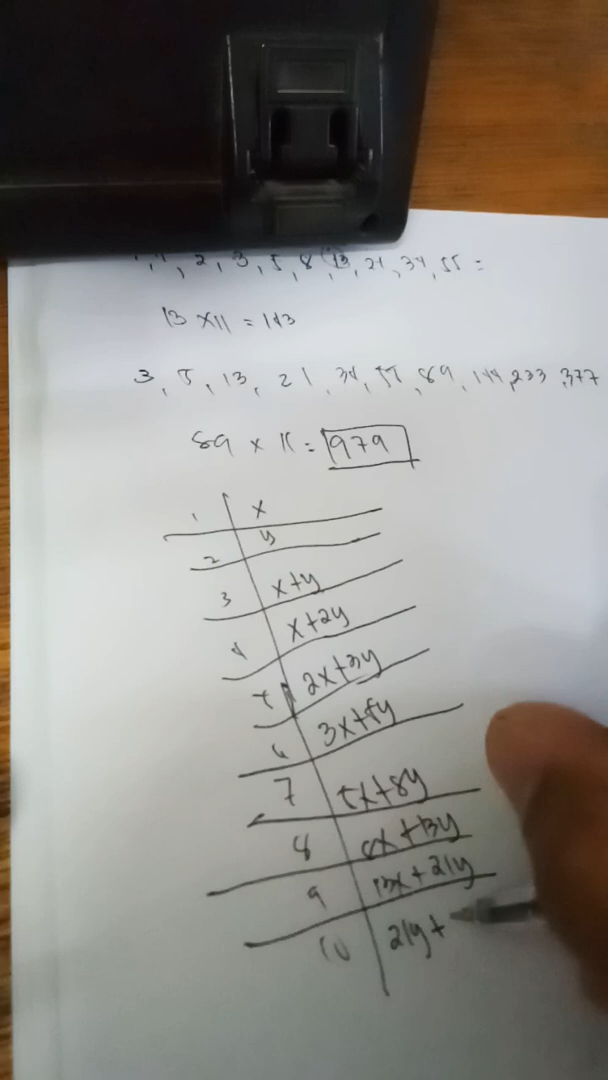 1, 1, 2, 3, 5, 8, 13, 21, 34, 55 =
13 x 11 = 143
3, 5, 13, 21, 34, 55, 89, 144, 233, 377
89 x 11 = 979
1 x
2 y
3 x+y
4 x+2y
5 2x+3y
6 3x+5y
7 5x+8y
8 8x+13y
9 13x+21y
10 21y+